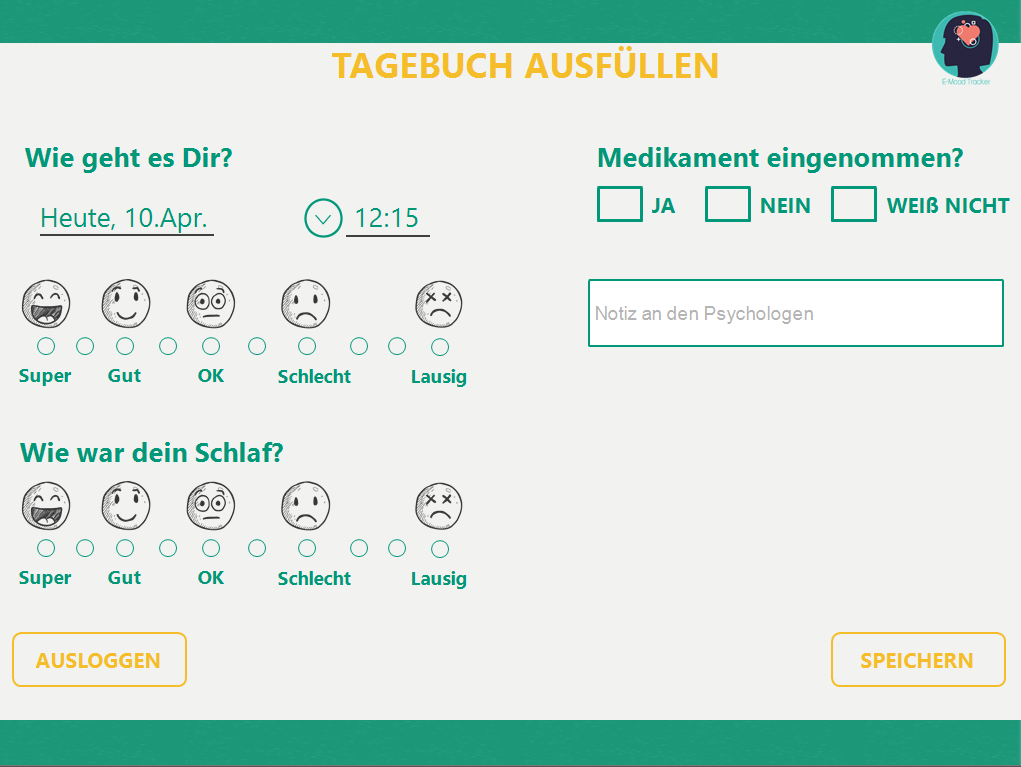 E-Mood Tracker
TAGEBUCH AUSFÜLLEN
Wie geht es Dir?
Heute, 10.Apr.
12:15
Super Gut OK Schlecht Lausig
Wie war dein Schlaf?
Super Gut OK Schlecht Lausig
Medikament eingenommen?
JA NEIN WEIß NICHT
Notiz an den Psychologen
AUSLOGGEN
SPEICHERN